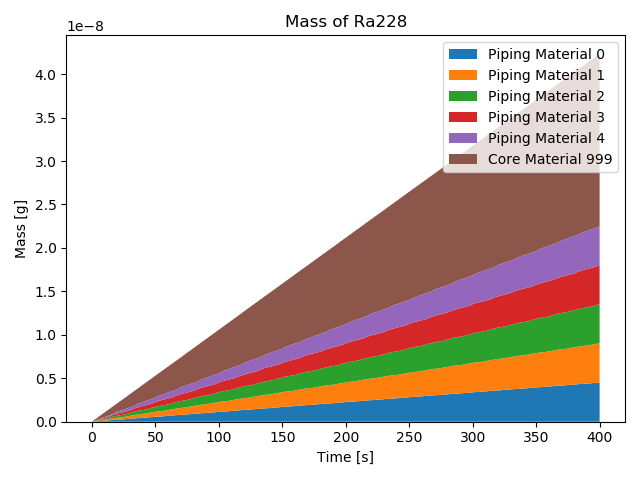 Mass of Ra228
1e−8
Piping Material 0
Piping Material 1
Piping Material 2
Piping Material 3
Piping Material 4
Core Material 999
4.0
3.5
3.0
2.5
2.0
1.5
1.0
0.5
0.0
Mass [g]
0 50 100 150 200 250 300 350 400
Time [s]